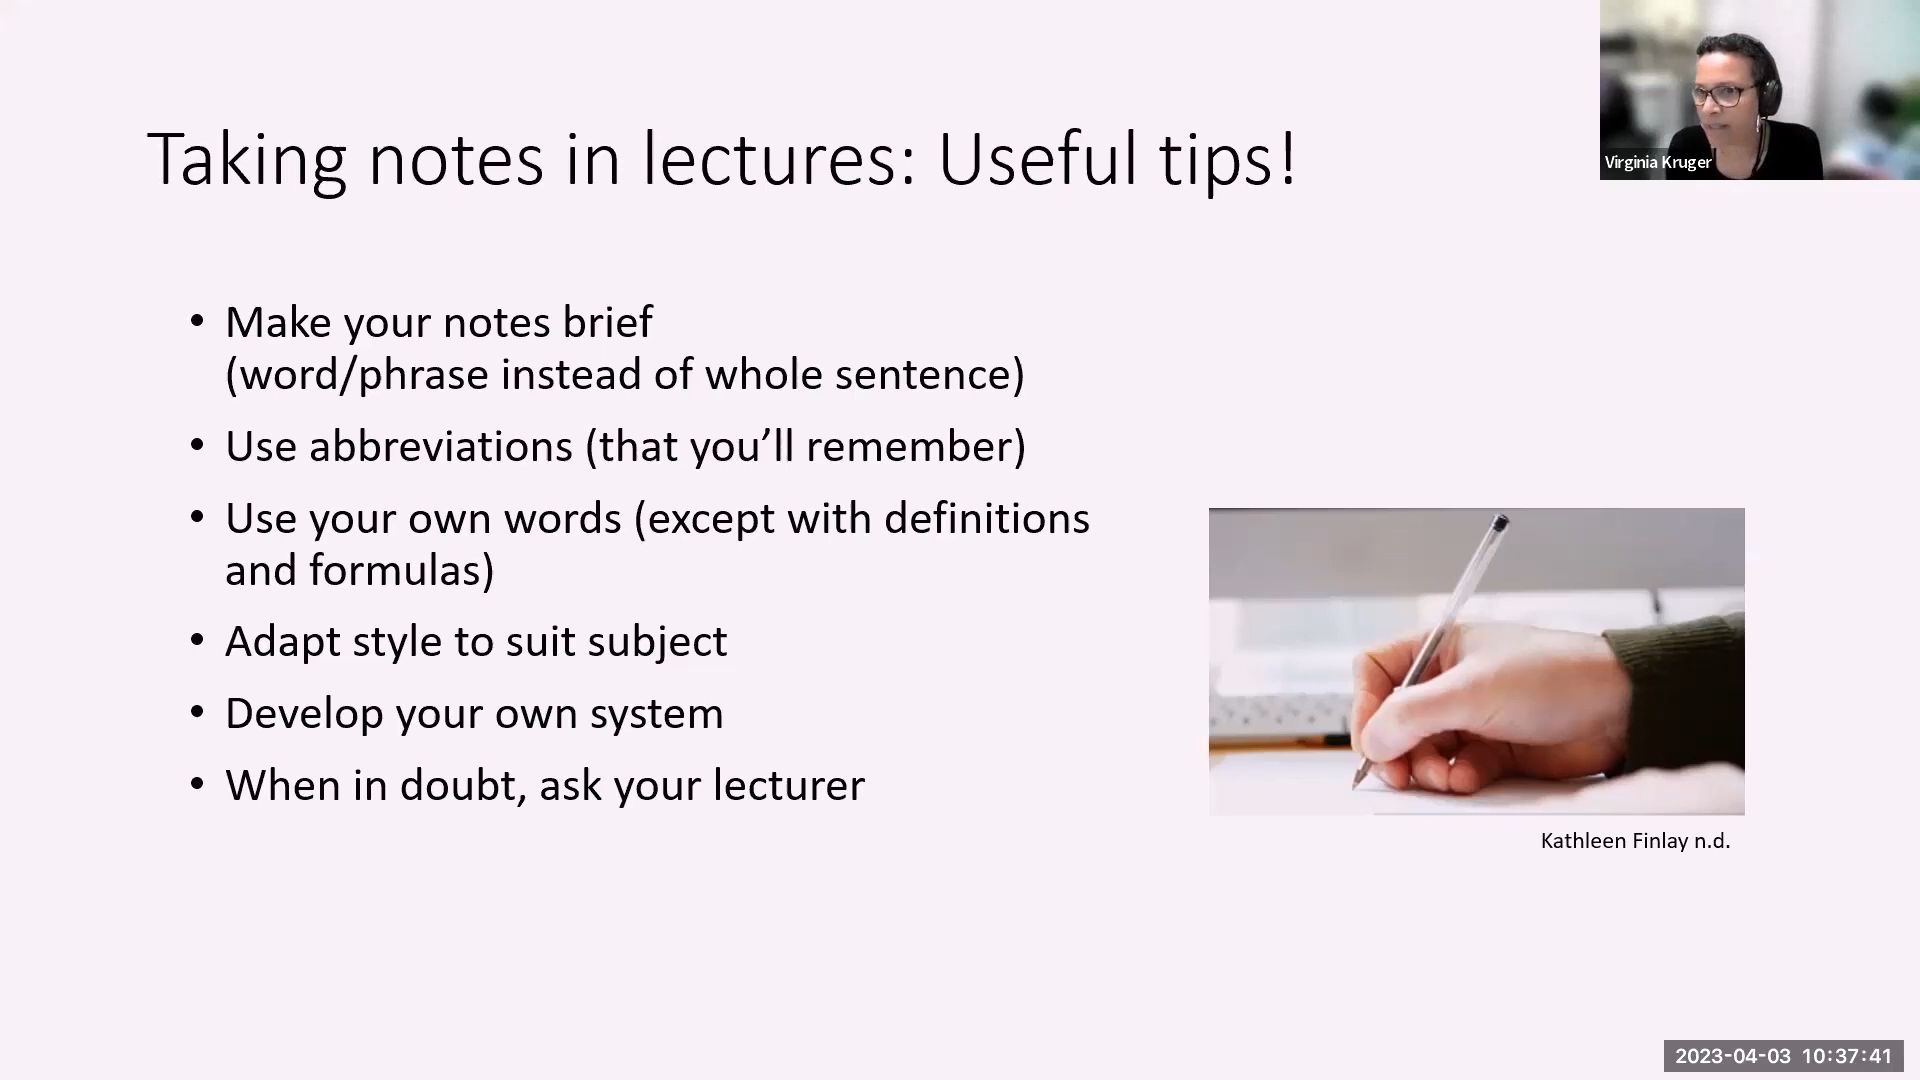 Virginia Kruger
Taking notes in lectures: Useful tips!
• Make your notes brief
(word/phrase instead of whole sentence)
• Use abbreviations (that you’ll remember)
• Use your own words (except with definitions
and formulas)
• Adapt style to suit subject
• Develop your own system
• When in doubt, ask your lecturer
Kathleen Finlay n.d.
2023-04-03 10:37:41